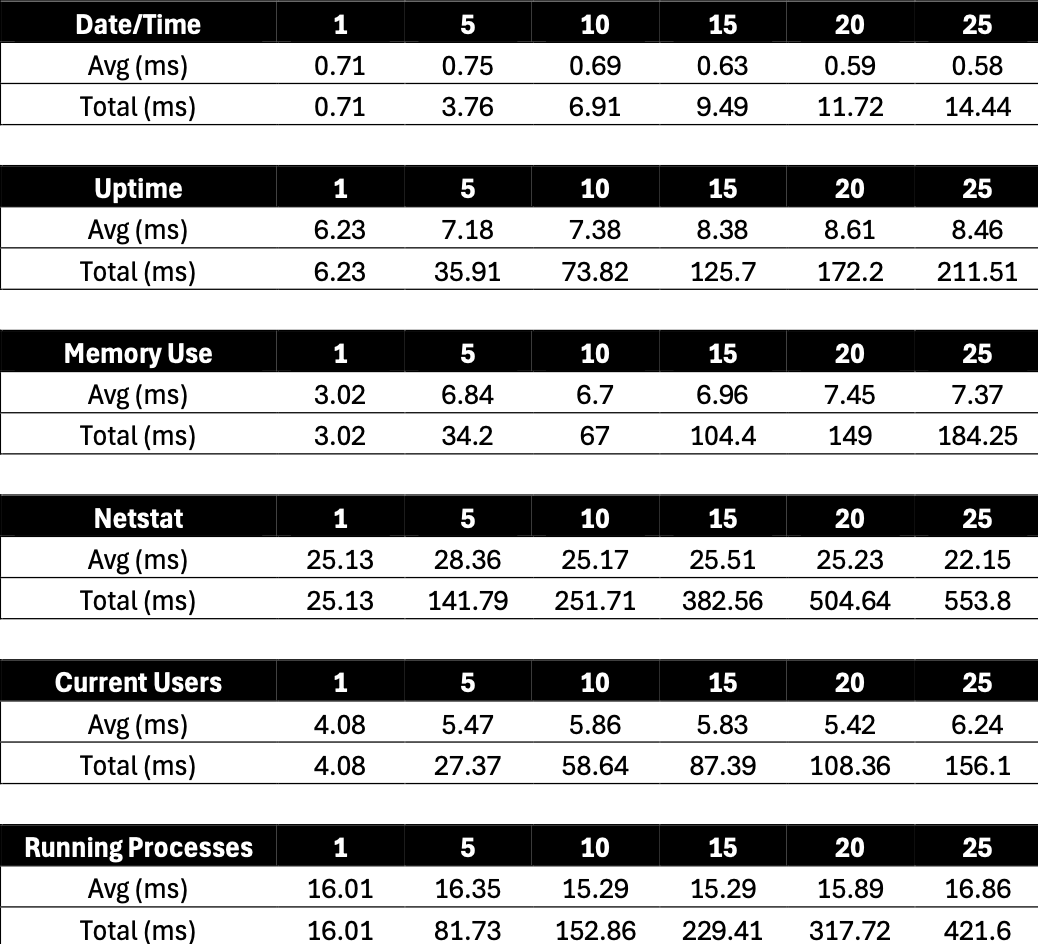 Date/Time 1 5 10 15 20 25
Avg (ms) 0.71 0.75 0.69 0.63 0.59 0.58
Total (ms) 0.71 3.76 6.91 9.49 11.72 14.44
Uptime 1 5 10 15 20 25
Avg (ms) 6.23 7.18 7.38 8.38 8.61 8.46
Total (ms) 6.23 35.91 73.82 125.7 172.2 211.51
Memory Use 1 5 10 15 20 25
Avg (ms) 3.02 6.84 6.7 6.96 7.45 7.37
Total (ms) 3.02 34.2 67 104.4 149 184.25
Netstat 1 5 10 15 20 25
Avg (ms) 25.13 28.36 25.17 25.51 25.23 22.15
Total (ms) 25.13 141.79 251.71 382.56 504.64 553.8
Current Users 1 5 10 15 20 25
Avg (ms) 4.08 5.47 5.86 5.83 5.42 6.24
Total (ms) 4.08 27.37 58.64 87.39 108.36 156.1
Running Processes 1 5 10 15 20 25
Avg (ms) 16.01 16.35 15.29 15.29 15.89 16.86
Total (ms) 16.01 81.73 152.86 229.41 317.72 421.6